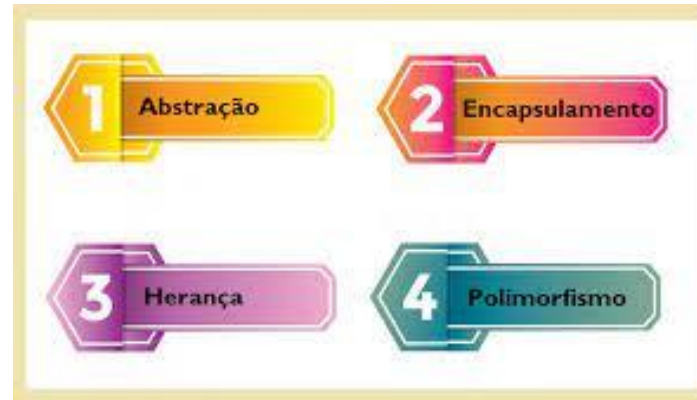 1 Abstração
2 Encapsulamento
3 Herança
4 Polimorfismo